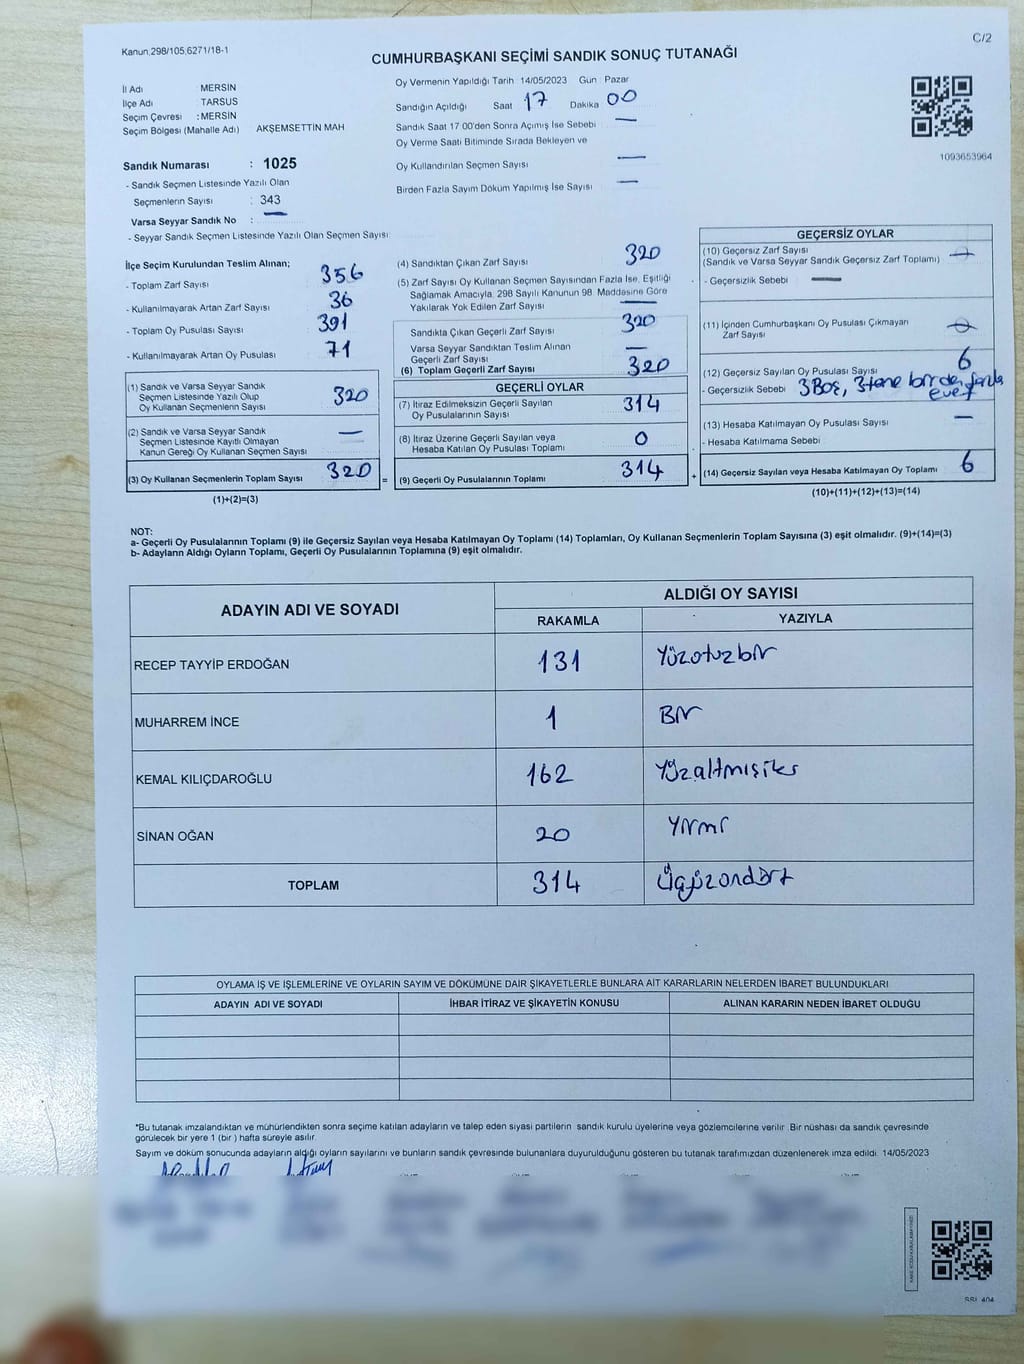 Kanun,298/105,6271/18-1
C/2
CUMHURBAŞKANI SEÇİMİ SANDIK SONUÇ TUTANAĞI
İl Adı MERSİN
İlçe Adı TARSUS
Seçim Çevresi : MERSİN
Seçim Bölgesi (Mahalle Adı) AKŞEMSETTİN MAH
Sandık Numarası : 1025
- Sandık Seçmen Listesinde Yazılı Olan
Seçmenlerin Sayısı : 343
Varsa Seyyar Sandık No : —
- Seyyar Sandık Seçmen Listesinde Yazılı Olan Seçmen Sayısı
Oy Vermenin Yapıldığı Tarih 14/05/2023 Gün : Pazar
Sandığın Açıldığı Saat 17 Dakika 00
Sandık Saat 17 00'den Sonra Açımış İse Sebebi —
Oy Verme Saati Bitiminde Sırada Bekleyen ve
Oy Kullandırılan Seçmen Sayısı —
Birden Fazla Sayım Döküm Yapılmış İse Sayısı —
1093653964
İlçe Seçim Kurulundan Teslim Alınan;
- Toplam Zarf Sayısı 356
- Kullanılmayarak Artan Zarf Sayısı 36
- Toplam Oy Pusulası Sayısı 391
- Kullanılmayarak Artan Oy Pusulası 71
(1) Sandık ve Varsa Seyyar Sandık
Seçmen Listesinde Yazılı Olup
Oy Kullanan Seçmenlerin Sayısı 320
(2) Sandık ve Varsa Seyyar Sandık
Seçmen Listesinde Kayıtlı Olmayan
Kanun Gereği Oy Kullanan Seçmen Sayısı —
(3) Oy Kullanan Seçmenlerin Toplam Sayısı 320 =
(1)+(2)=(3)
(4) Sandıktan Çıkan Zarf Sayısı 320
(5) Zarf Sayısı Oy Kullanan Seçmen Sayısından Fazla İse, Eşitliği
Sağlamak Amacıyla, 298 Sayılı Kanunun 98. Maddesine Göre
Yakılarak Yok Edilen Zarf Sayısı —
Sandıkta Çıkan Geçerli Zarf Sayısı 320
Varsa Seyyar Sandıktan Teslim Alınan
Geçerli Zarf Sayısı —
(6) Toplam Geçerli Zarf Sayısı 320
GEÇERLİ OYLAR
(7) İtiraz Edilmeksizin Geçerli Sayılan
Oy Pusulalarının Sayısı 314
(8) İtiraz Üzerine Geçerli Sayılan veya
Hesaba Katılan Oy Pusulası Toplamı 0
(9) Geçerli Oy Pusulalarının Toplamı 314 +
GEÇERSİZ OYLAR
(10) Geçersiz Zarf Sayısı
(Sandık ve Varsa Seyyar Sandık Geçersiz Zarf Toplamı)
- Geçersizlik Sebebi —
(11) İçinden Cumhurbaşkanı Oy Pusulası Çıkmayan
Zarf Sayısı
(12) Geçersiz Sayılan Oy Pusulası Sayısı 6
- Geçersizlik Sebebi 3 Boş, 3 tane birden fazla
evet
(13) Hesaba Katılmayan Oy Pusulası Sayısı —
- Hesaba Katılmama Sebebi
(14) Geçersiz Sayılan veya Hesaba Katılmayan Oy Toplamı 6
(10)+(11)+(12)+(13)=(14)
NOT:
a- Geçerli Oy Pusulalarının Toplamı (9) ile Geçersiz Sayılan veya Hesaba Katılmayan Oy Toplamı (14) Toplamları, Oy Kullanan Seçmenlerin Toplam Sayısına (3) eşit olmalıdır. (9)+(14)=(3)
b- Adayların Aldığı Oyların Toplamı, Geçerli Oy Pusulalarının Toplamına (9) eşit olmalıdır.
ADAYIN ADI VE SOYADI
ALDIĞI OY SAYISI
RAKAMLA YAZIYLA
RECEP TAYYİP ERDOĞAN 131 Yüzotuzbir
MUHARREM İNCE 1 Bir
KEMAL KILIÇDAROĞLU 162 Yüzaltmışiki
SİNAN OĞAN 20 Yirmi
TOPLAM 314 Üçyüzondört
OYLAMA İŞ VE İŞLEMLERİNE VE OYLARIN SAYIM VE DÖKÜMÜNE DAİR ŞİKAYETLERLE BUNLARA AİT KARARLARIN NELERDEN İBARET BULUNDUKLARI
ADAYIN ADI VE SOYADI İHBAR İTİRAZ VE ŞİKAYETİN KONUSU ALINAN KARARIN NEDEN İBARET OLDUĞU
*Bu tutanak imzalandıktan ve mühürlendikten sonra seçime katılan adayların ve talep eden siyasi partilerin sandık kurulu üyelerine veya gözlemcilerine verilir. Bir nüshası da sandık çevresinde
görülecek bir yere 1 (bir ) hafta süreyle asılır.
Sayım ve döküm sonucunda adayların aldığı oyların sayılarını ve bunların sandık çevresinde bulunanlara duyurulduğunu gösteren bu tutanak tarafımızdan düzenlenerek imza edildi. 14/05/2023